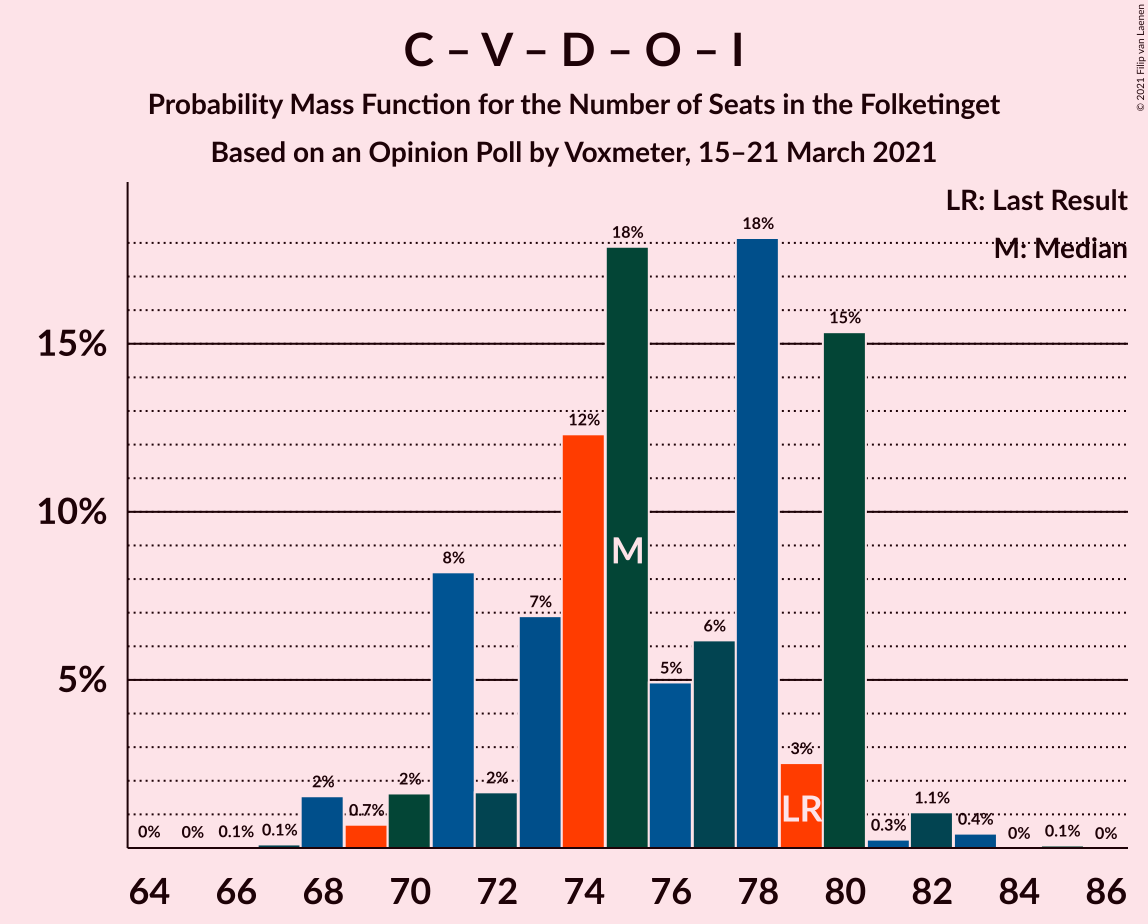 C – V – D – O – I
Probability Mass Function for the Number of Seats in the Folketinget
Based on an Opinion Poll by Voxmeter, 15–21 March 2021
© 2021 Filip van Laenen
LR: Last Result
M: Median
15%
10%
5%
0% 0% 0.1% 0.1% 2% 0.7% 2% 8% 2% 7% 12% 18% 5% 6% 18% 3% 15% 0.3% 1.1% 0.4% 0% 0.1% 0%
M
LR
64 66 68 70 72 74 76 78 80 82 84 86